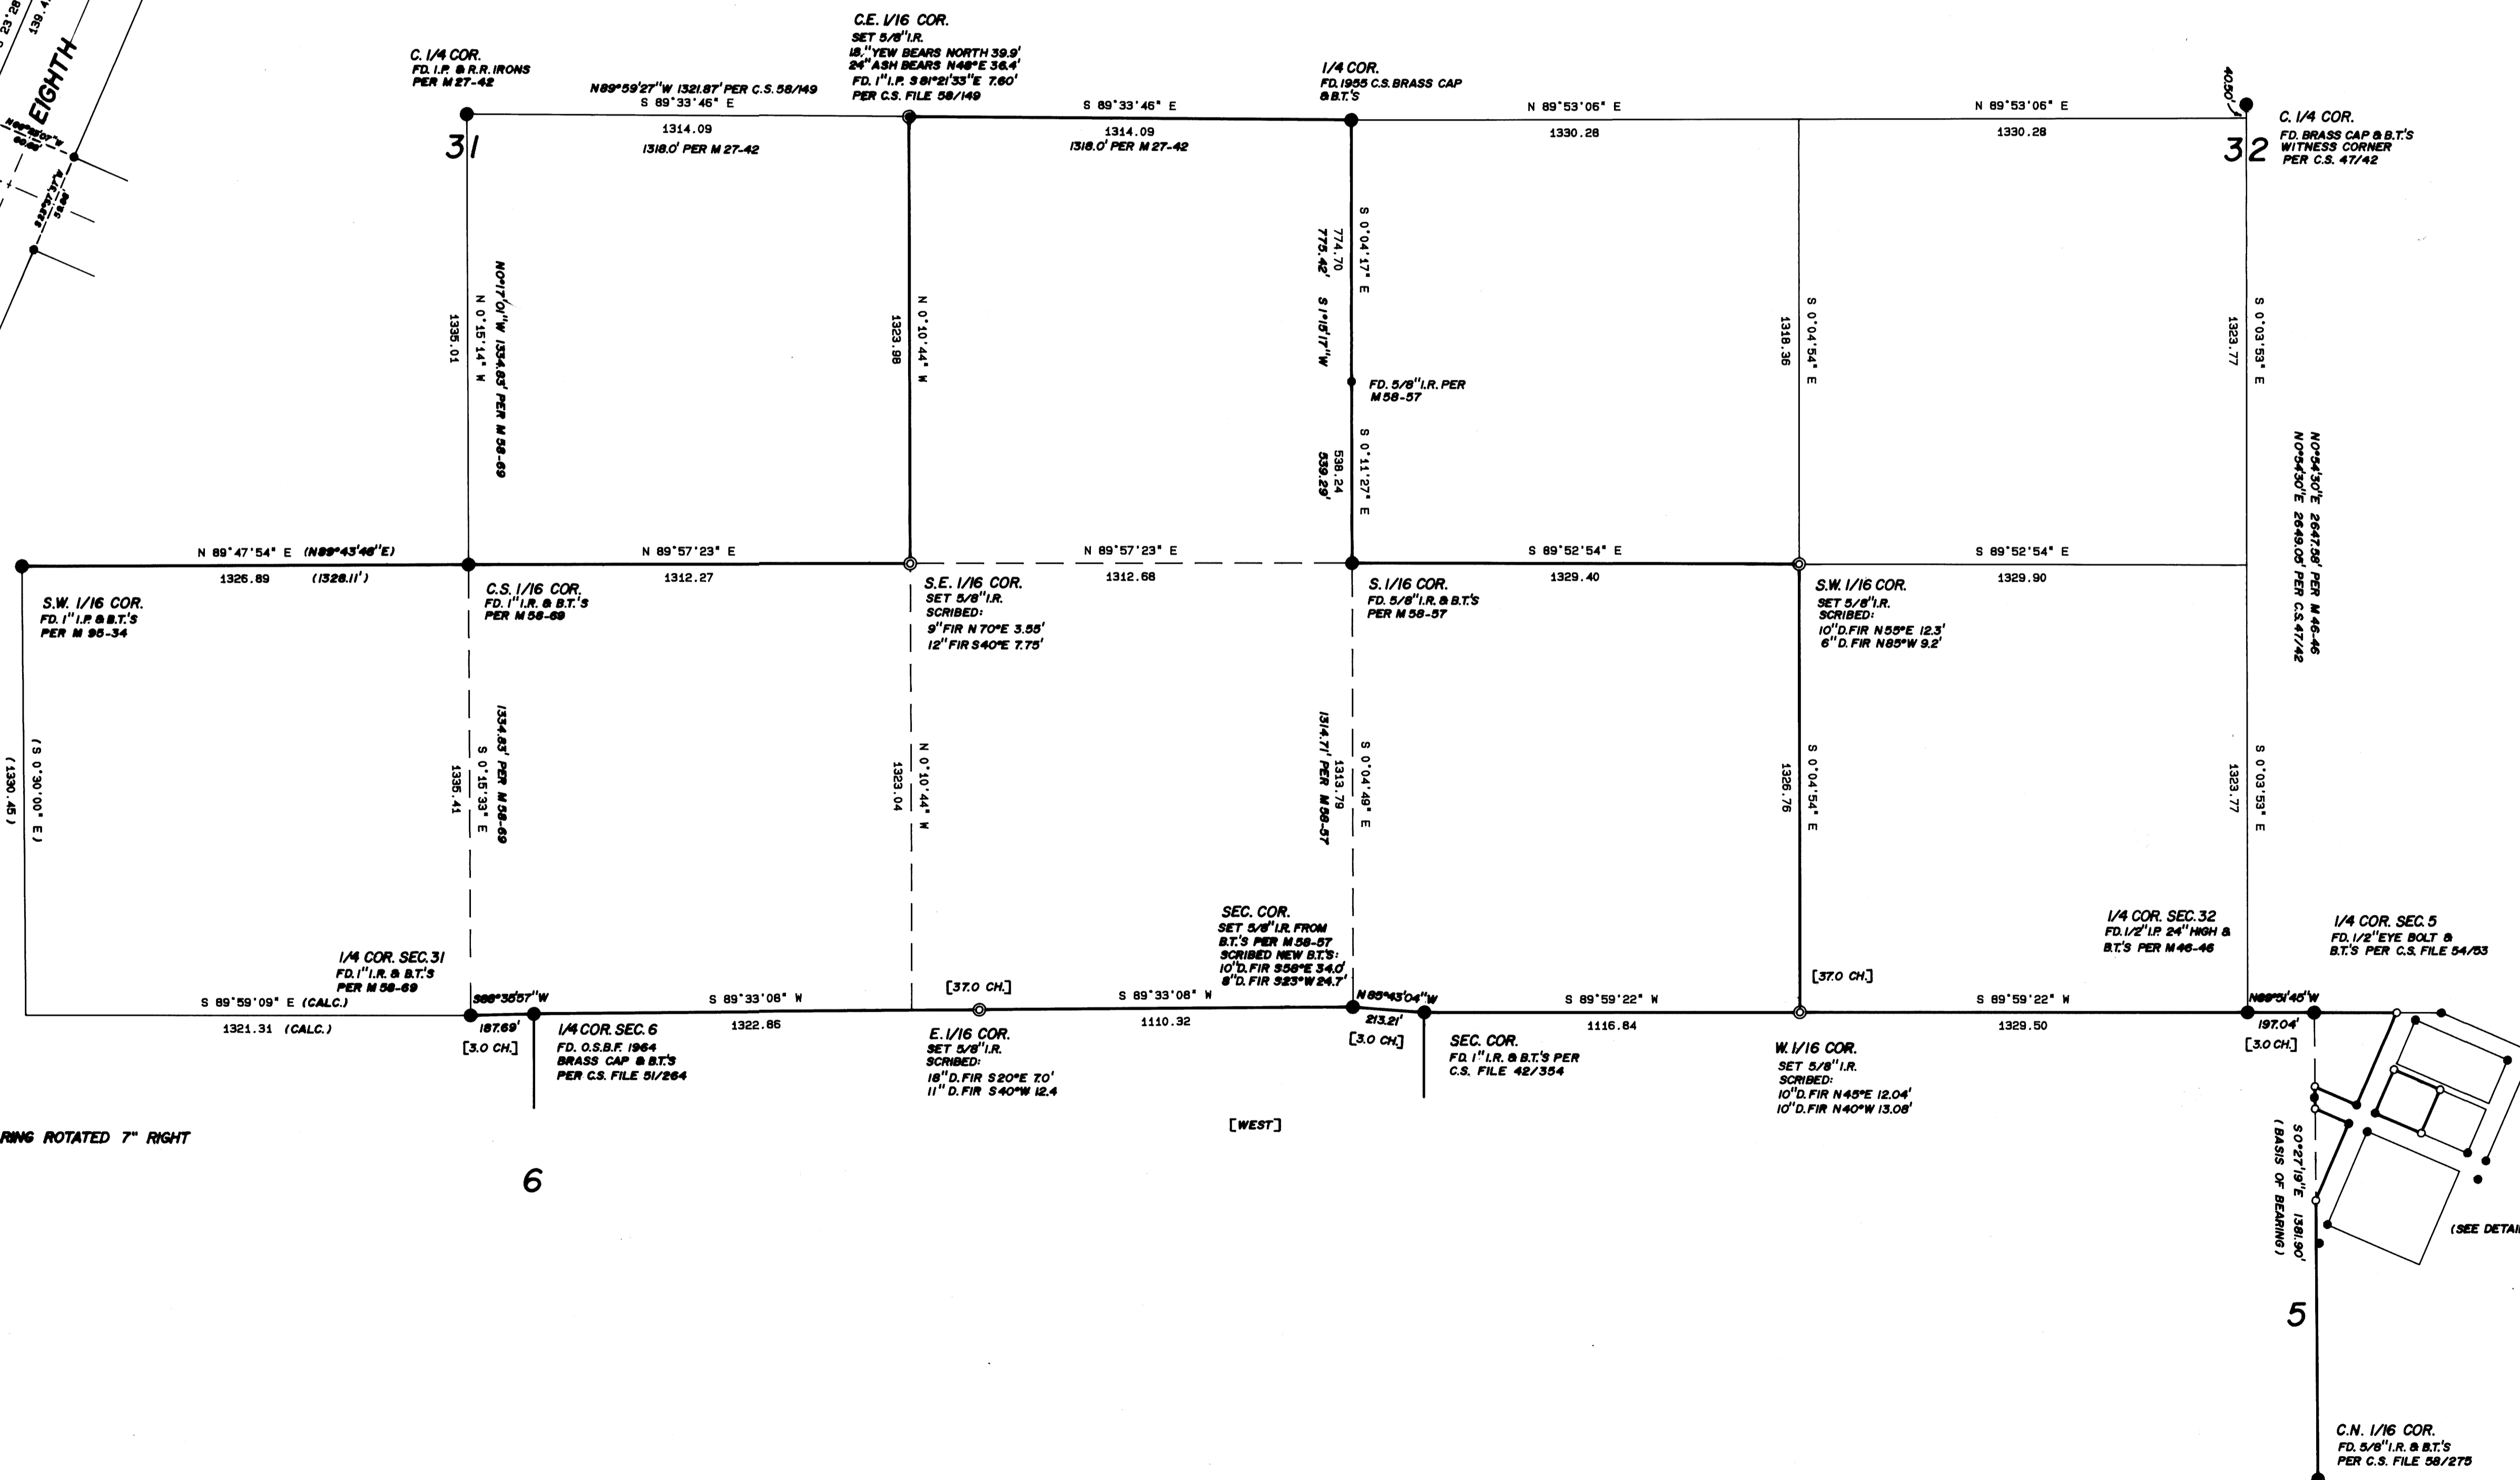 139.4
EIGHTH
C. 1/4 COR.
FD. I.P. & R.R. IRONS
PER M 27-42
31
N89°59'27"W 1321.87' PER C.S. 58/149
S 89°33'46" E
1314.09
1318.0' PER M 27-42
C.E. 1/16 COR.
SET 5/8" I.R.
18" YEW BEARS NORTH 39.9'
24" ASH BEARS N48°E 36.4'
FD. 1" I.P. S81°21'33"E 7.60'
PER C.S. FILE 58/149
S 89°33'46" E
1314.09
1318.0' PER M 27-42
1/4 COR.
FD. 1955 C.S. BRASS CAP
& B.T.'S
N 89°53'06" E
1330.28
N 89°53'06" E
1330.28
40.50'
C. 1/4 COR.
FD. BRASS CAP & B.T.'S
WITNESS CORNER
PER C.S. 47/42
32
N0°17'01"W 1334.83' PER M 58-69
N 0°15'14" W
1335.01
N 0°10'44" W
1323.98
S 0°04'17" E
774.70
775.42' S 1°15'17"W
FD. 5/8" I.R. PER
M 58-57
S 0°11'27" E
538.24
539.29'
S 0°04'54" E
1318.36
S 0°03'53" E
1323.77
N0°54'30"E 2647.58' PER M 46-46
N0°54'30"E 2649.05' PER C.S. 47/42
N 89°47'54" E (N89°43'46"E)
1326.89 (1328.11')
S.W. 1/16 COR.
FD. 1" I.P. & B.T.'S
PER M 95-34
N 89°57'23" E
1312.27
C.S. 1/16 COR.
FD. 1" I.R. & B.T.'S
PER M 58-69
N 89°57'23" E
1312.68
S.E. 1/16 COR.
SET 5/8" I.R.
SCRIBED:
9" FIR N 70°E 3.55'
12" FIR S40°E 7.75'
S 89°52'54" E
1329.40
S. 1/16 COR.
FD. 5/8" I.R. & B.T.'S
PER M 58-57
S 89°52'54" E
1329.90
S.W. 1/16 COR.
SET 5/8" I.R.
SCRIBED:
10" D.FIR N55°E 12.3'
6" D.FIR N85°W 9.2'
(S 0°30'00" E)
(1330.45)
1334.83' PER M 58-69
S 0°15'33" E
1335.41
N 0°10'44" W
1323.04
S 0°04'49" E
1313.79
1314.71' PER M 58-57
S 0°04'54" E
1326.76
S 0°03'53" E
1323.77
1/4 COR. SEC. 31
FD. 1" I.R. & B.T.'S
PER M 58-69
S 89°59'09" E (CALC.)
1321.31 (CALC.)
187.69'
[3.0 CH.]
S 89°33'08" W
1322.86
1/4 COR. SEC. 6
FD. O.S.B.F. 1964
BRASS CAP & B.T.'S
PER C.S. FILE 51/264
[37.0 CH.]
E. 1/16 COR.
SET 5/8" I.R.
SCRIBED:
18" D.FIR S20°E 7.0'
11" D.FIR S40°W 12.4
S 89°33'08" W
1110.32
SEC. COR.
SET 5/8" I.R. FROM
B.T.'S PER M 58-57
SCRIBED NEW B.T.'S:
10" D.FIR S58°E 34.0'
8" D.FIR S23°W 24.7'
N85°43'04"W
213.21'
[3.0 CH.]
SEC. COR.
FD. 1" I.R. & B.T.'S PER
C.S. FILE 42/354
S 89°59'22" W
1116.84
[37.0 CH.]
W. 1/16 COR.
SET 5/8" I.R.
SCRIBED:
10" D.FIR N45°E 12.04'
10" D.FIR N40°W 13.08'
S 89°59'22" W
1329.50
1/4 COR. SEC. 32
FD. 1/2" I.P. 24" HIGH &
B.T.'S PER M 46-46
1/4 COR. SEC. 5
FD. 1/2" EYE BOLT &
B.T.'S PER C.S. FILE 54/53
N89°51'45"W
197.04'
[3.0 CH.]
[WEST]
RING ROTATED 7" RIGHT
6
S0°27'19"E 1381.90'
(BASIS OF BEARING)
(SEE DETAI
5
C.N. 1/16 COR.
FD. 5/8" I.R. & B.T.'S
PER C.S. FILE 58/275